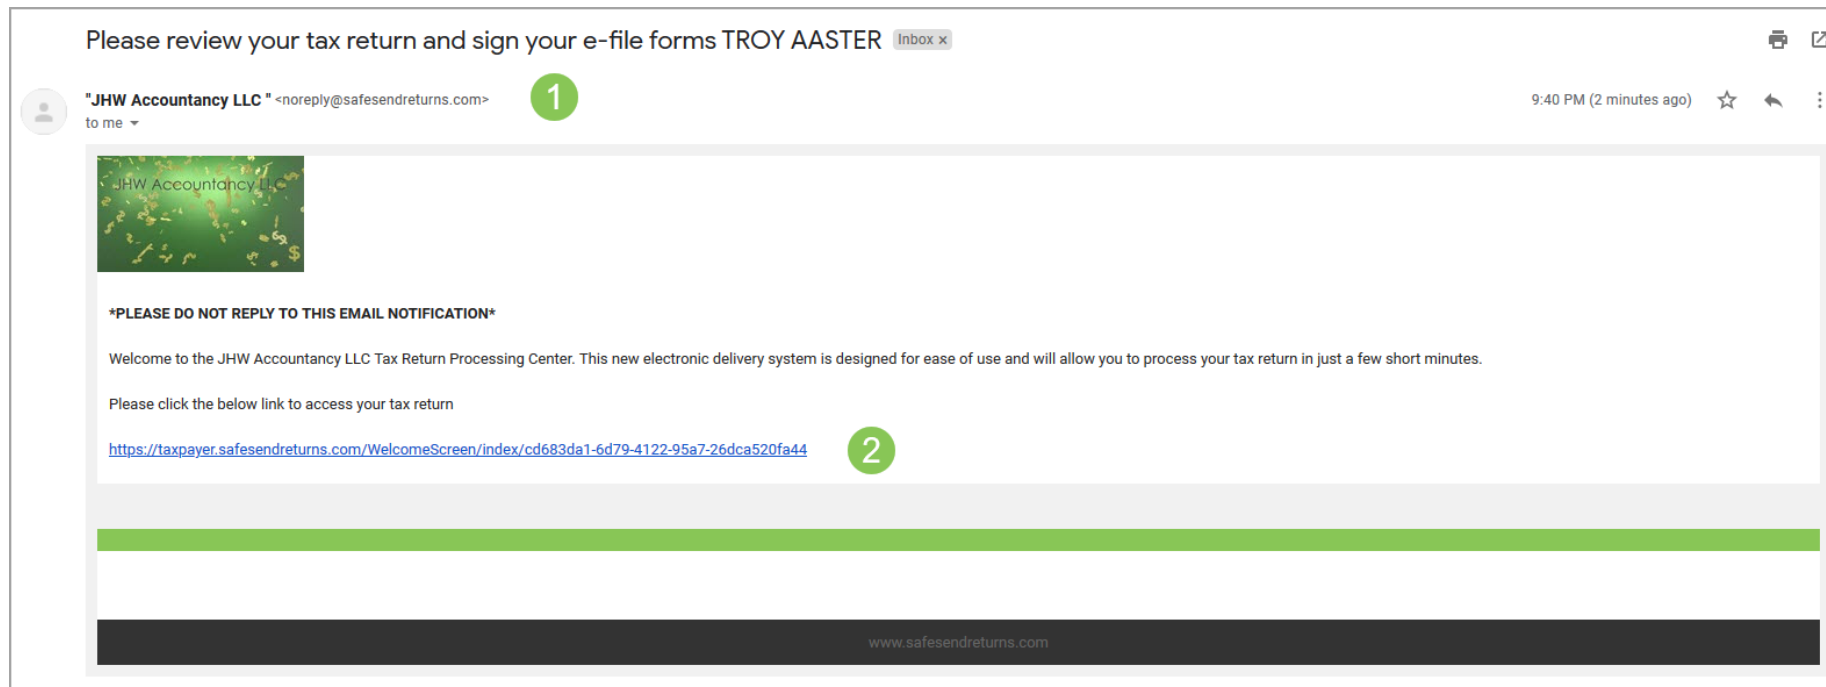 Please review your tax return and sign your e-file forms TROY AASTER Inbox x
"JHW Accountancy LLC " <noreply@safesendreturns.com> 1 9:40 PM (2 minutes ago)
to me
JHW Accountancy LLC
*PLEASE DO NOT REPLY TO THIS EMAIL NOTIFICATION*
Welcome to the JHW Accountancy LLC Tax Return Processing Center. This new electronic delivery system is designed for ease of use and will allow you to process your tax return in just a few short minutes.
Please click the below link to access your tax return
https://taxpayer.safesendreturns.com/WelcomeScreen/index/cd683da1-6d79-4122-95a7-26dca520fa44 2
www.safesendreturns.com